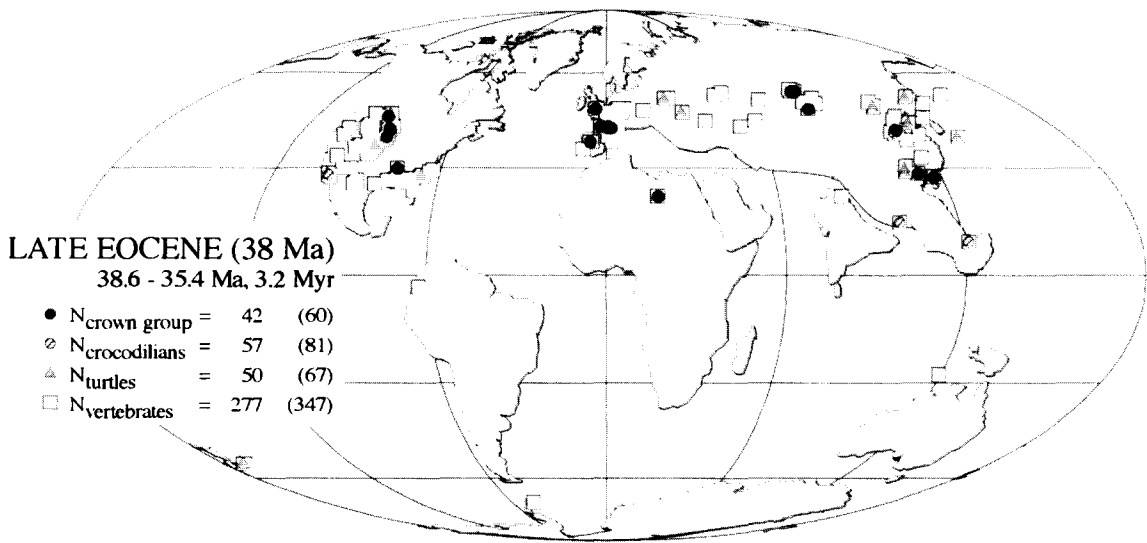 LATE EOCENE (38 Ma)
38.6 - 35.4 Ma, 3.2 Myr
N crown group = 42 (60)
N crocodilians = 57 (81)
N turtles = 50 (67)
N vertebrates = 277 (347)